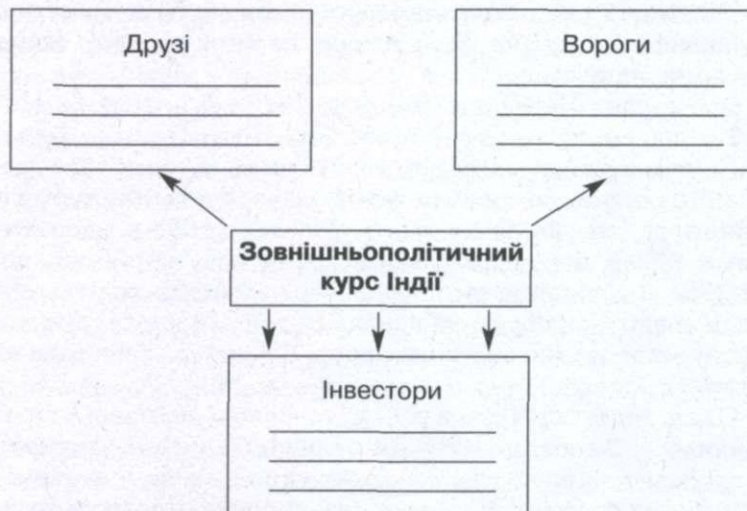 Друзі
Вороги
Зовнішньополітичний
курс Індії
Інвестори